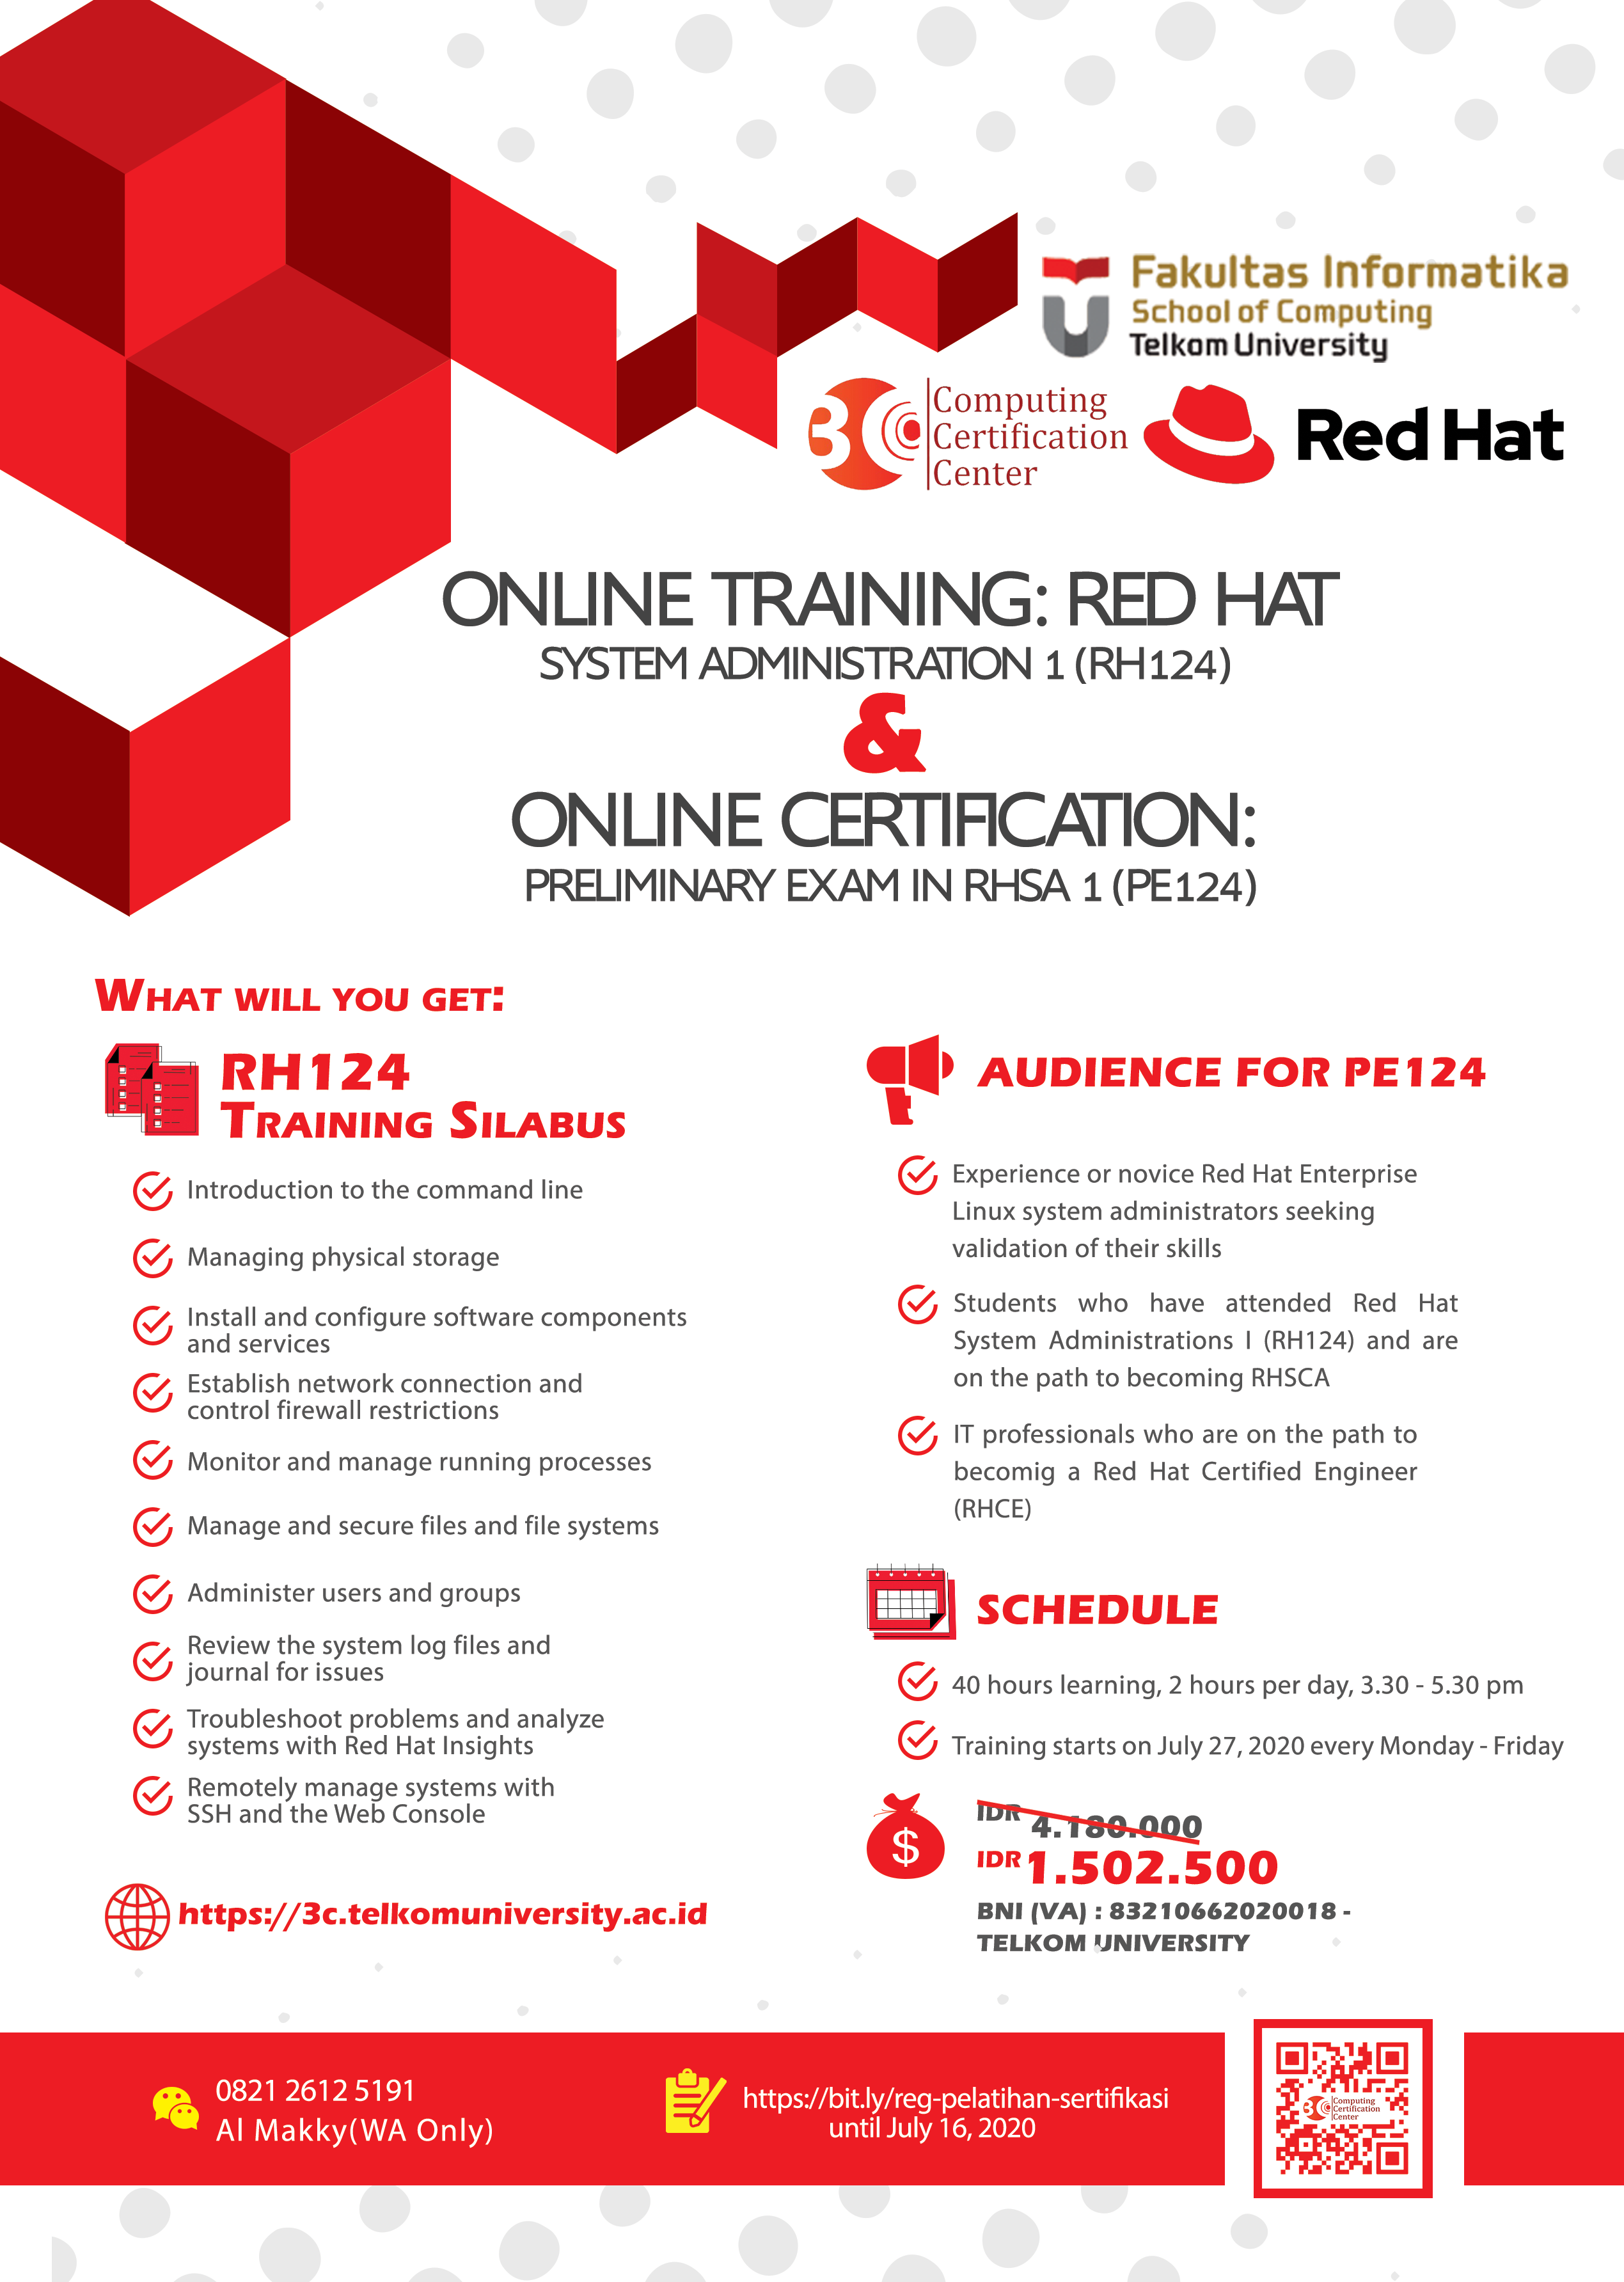 Fakultas Informatika
School of Computing
Telkom University
3C
Computing
Certification
Center
Red Hat
ONLINE TRAINING: RED HAT
SYSTEM ADMINISTRATION 1 (RH124)
&
ONLINE CERTIFICATION:
PRELIMINARY EXAM IN RHSA 1 (PE124)
WHAT WILL YOU GET:
RH124
TRAINING SILABUS
Introduction to the command line
Managing physical storage
Install and configure software components
and services
Establish network connection and
control firewall restrictions
Monitor and manage running processes
Manage and secure files and file systems
Administer users and groups
Review the system log files and
journal for issues
Troubleshoot problems and analyze
systems with Red Hat Insights
Remotely manage systems with
SSH and the Web Console
https://3c.telkomuniversity.ac.id
AUDIENCE FOR PE124
Experience or novice Red Hat Enterprise
Linux system administrators seeking
validation of their skills
Students who have attended Red Hat
System Administrations I (RH124) and are
on the path to becoming RHSCA
IT professionals who are on the path to
becomig a Red Hat Certified Engineer
(RHCE)
SCHEDULE
40 hours learning, 2 hours per day, 3.30 - 5.30 pm
Training starts on July 27, 2020 every Monday - Friday
$
IDR 4.180.000
IDR 1.502.500
BNI (VA) : 83210662020018 -
TELKOM UNIVERSITY
0821 2612 5191
Al Makky(WA Only)
https://bit.ly/reg-pelatihan-sertifikasi
until July 16, 2020
3C
Computing
Certification
Center